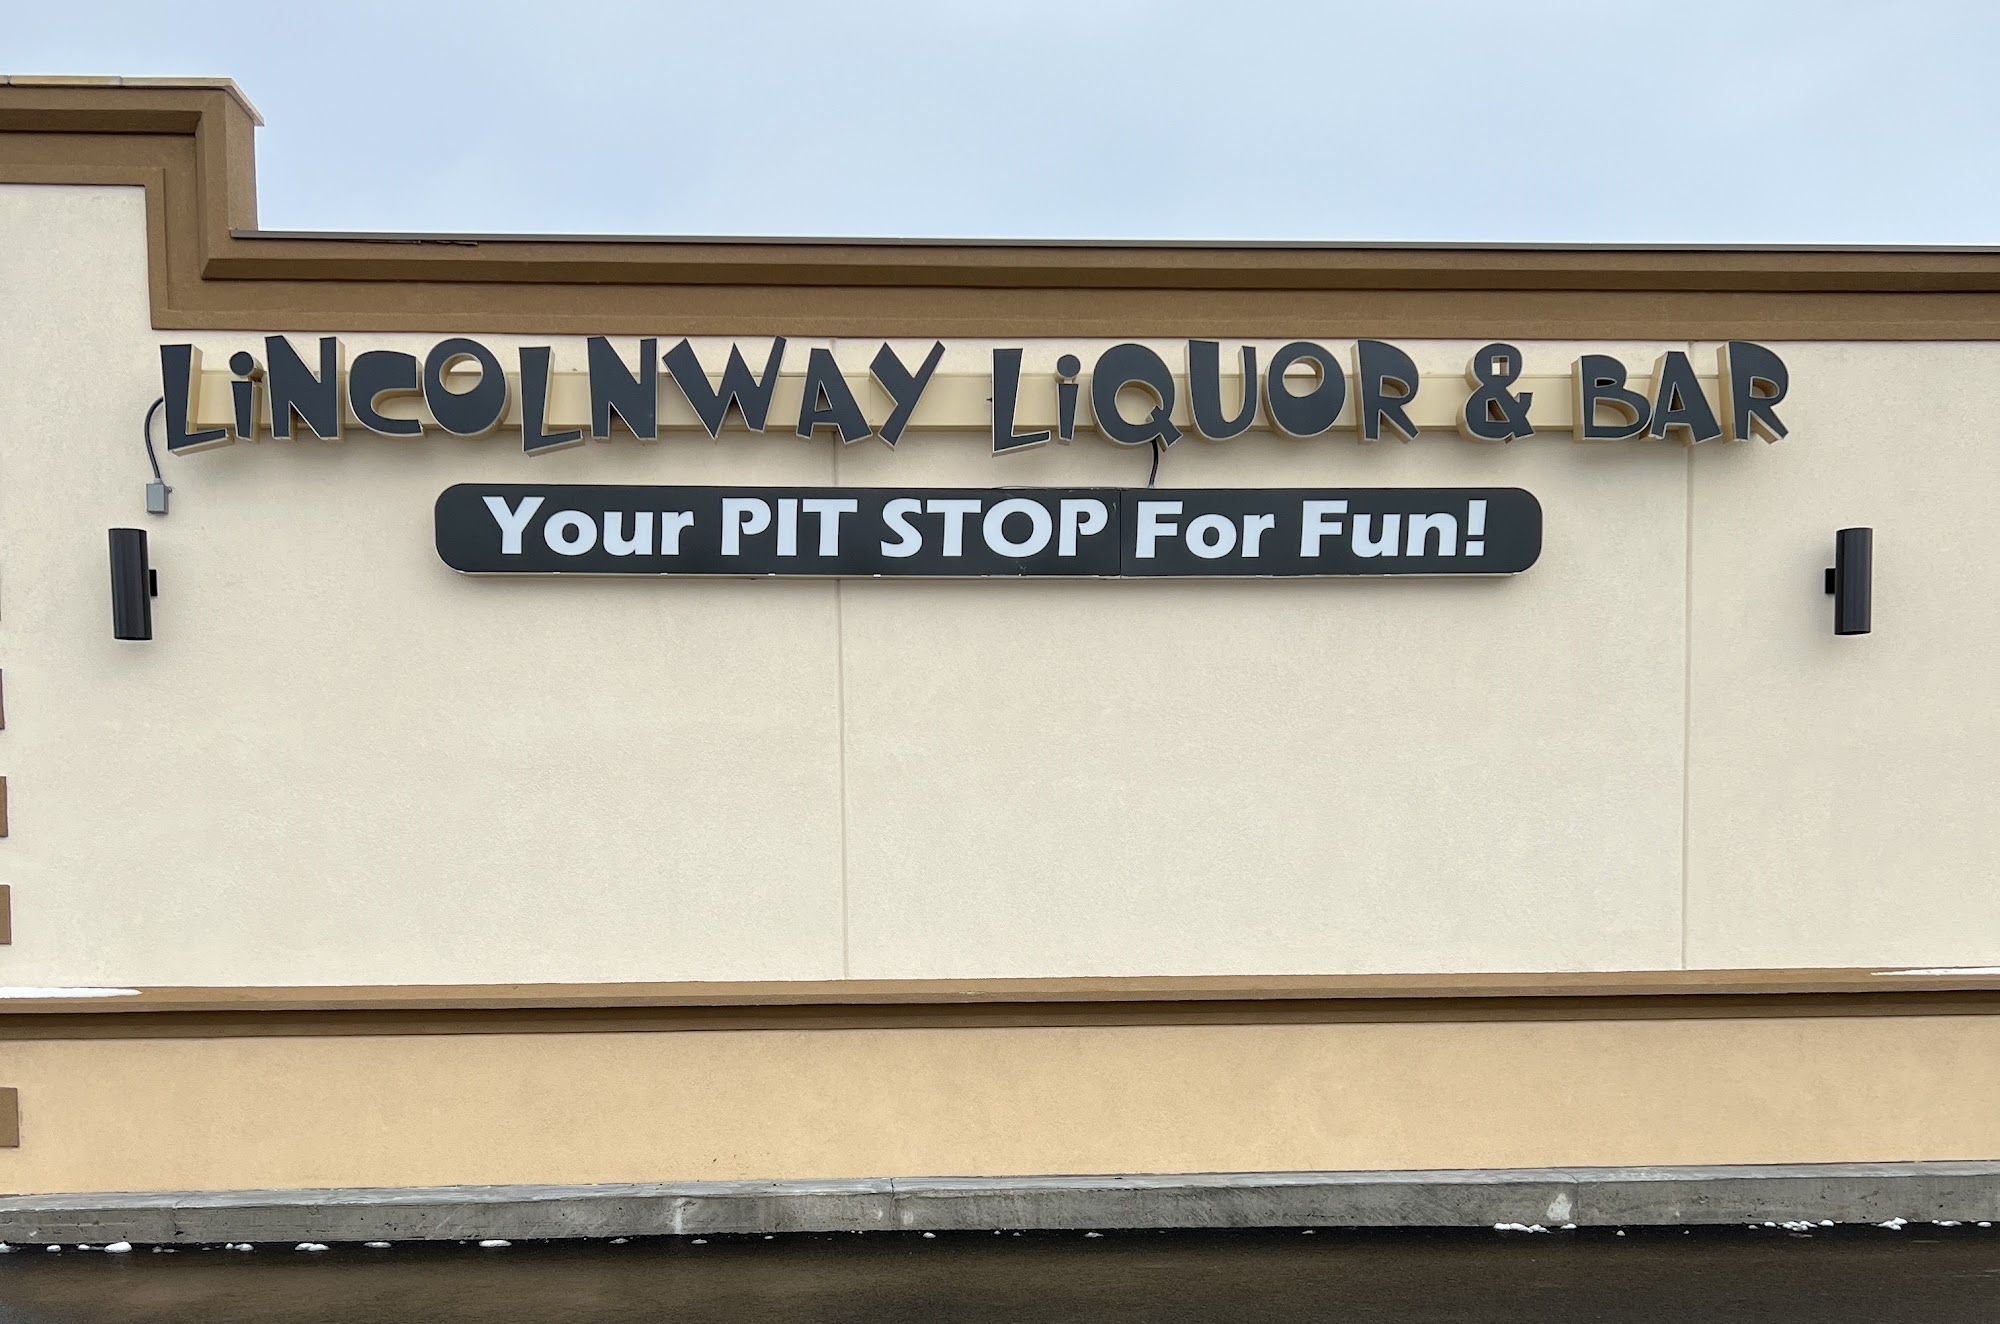 LiNCOLNWAY LiQUOR & BAR
Your PIT STOP For Fun!